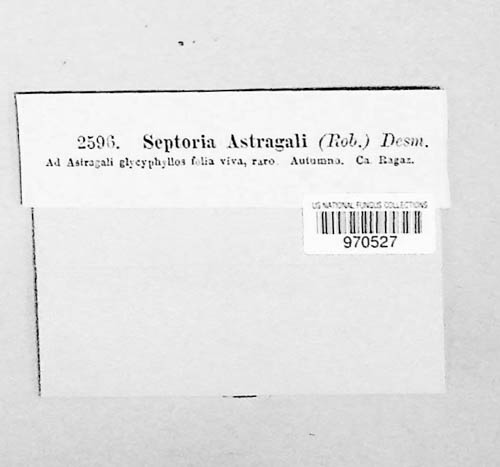 2596. Septoria Astragali (Rob.) Desm.
Ad Astragali glycyphyllos folia viva, raro. Autumno. Ca. Ragaz.
US NATIONAL FUNGUS COLLECTIONS
970527